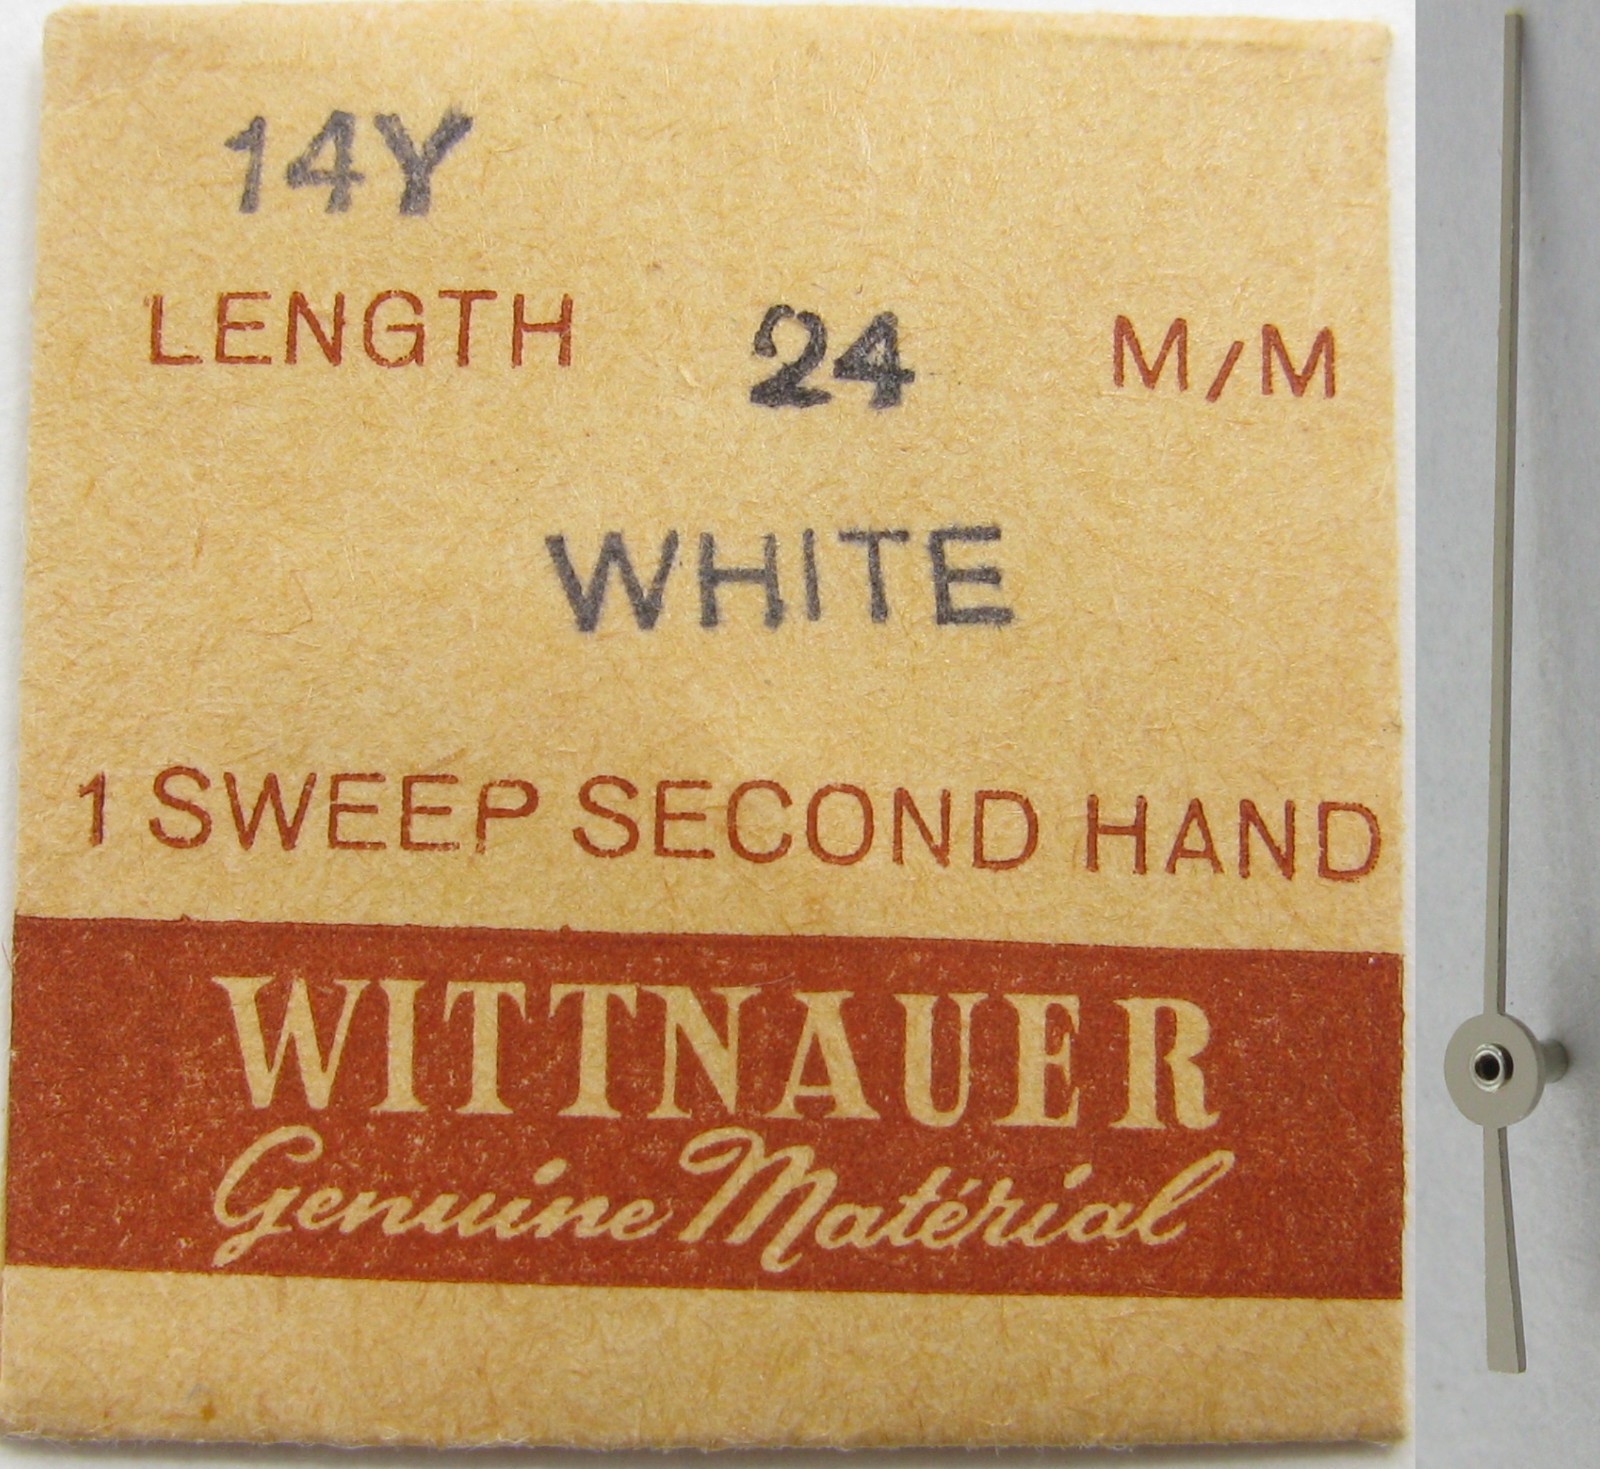 14Y
LENGTH 24 M/M
WHITE
1 SWEEP SECOND HAND
WITTNAUER
Genuine Matérial